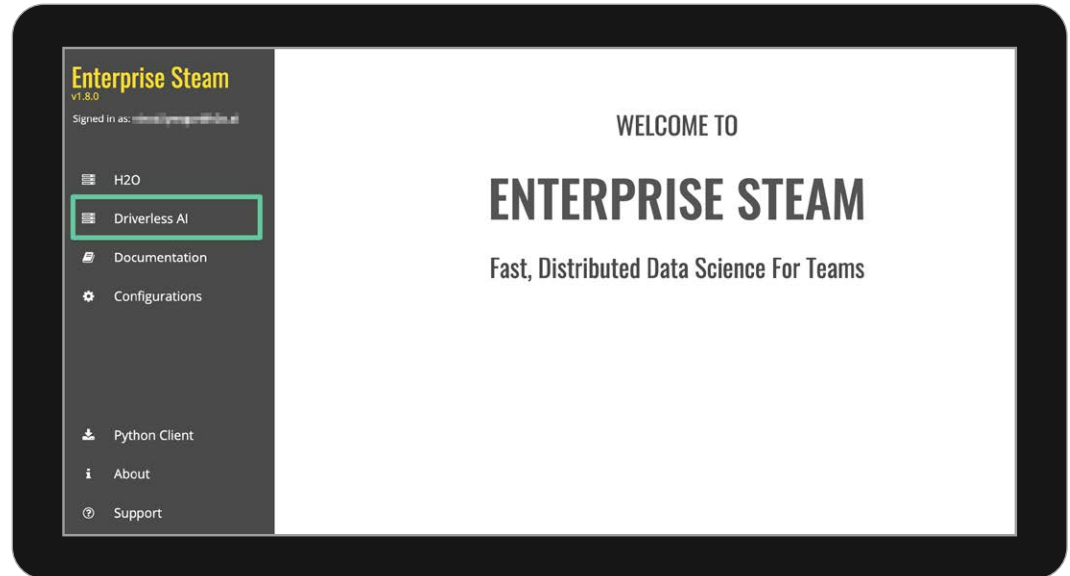 Enterprise Steam
v1.8.0
Signed in as:
H2O
Driverless AI
Documentation
Configurations
Python Client
About
Support
WELCOME TO
ENTERPRISE STEAM
Fast, Distributed Data Science For Teams